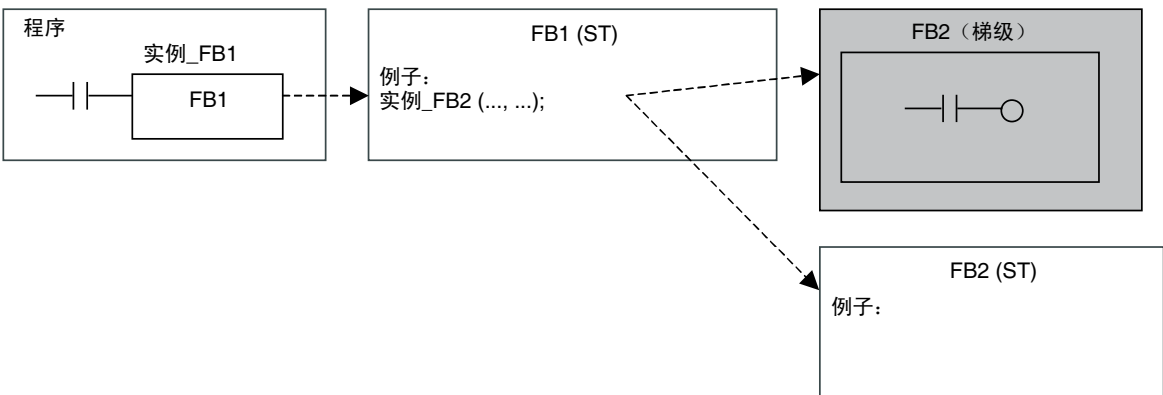 程序
实例_FB1
FB1
FB1 (ST)
例子：
实例_FB2 (..., ...);
FB2（梯级）
FB2 (ST)
例子：